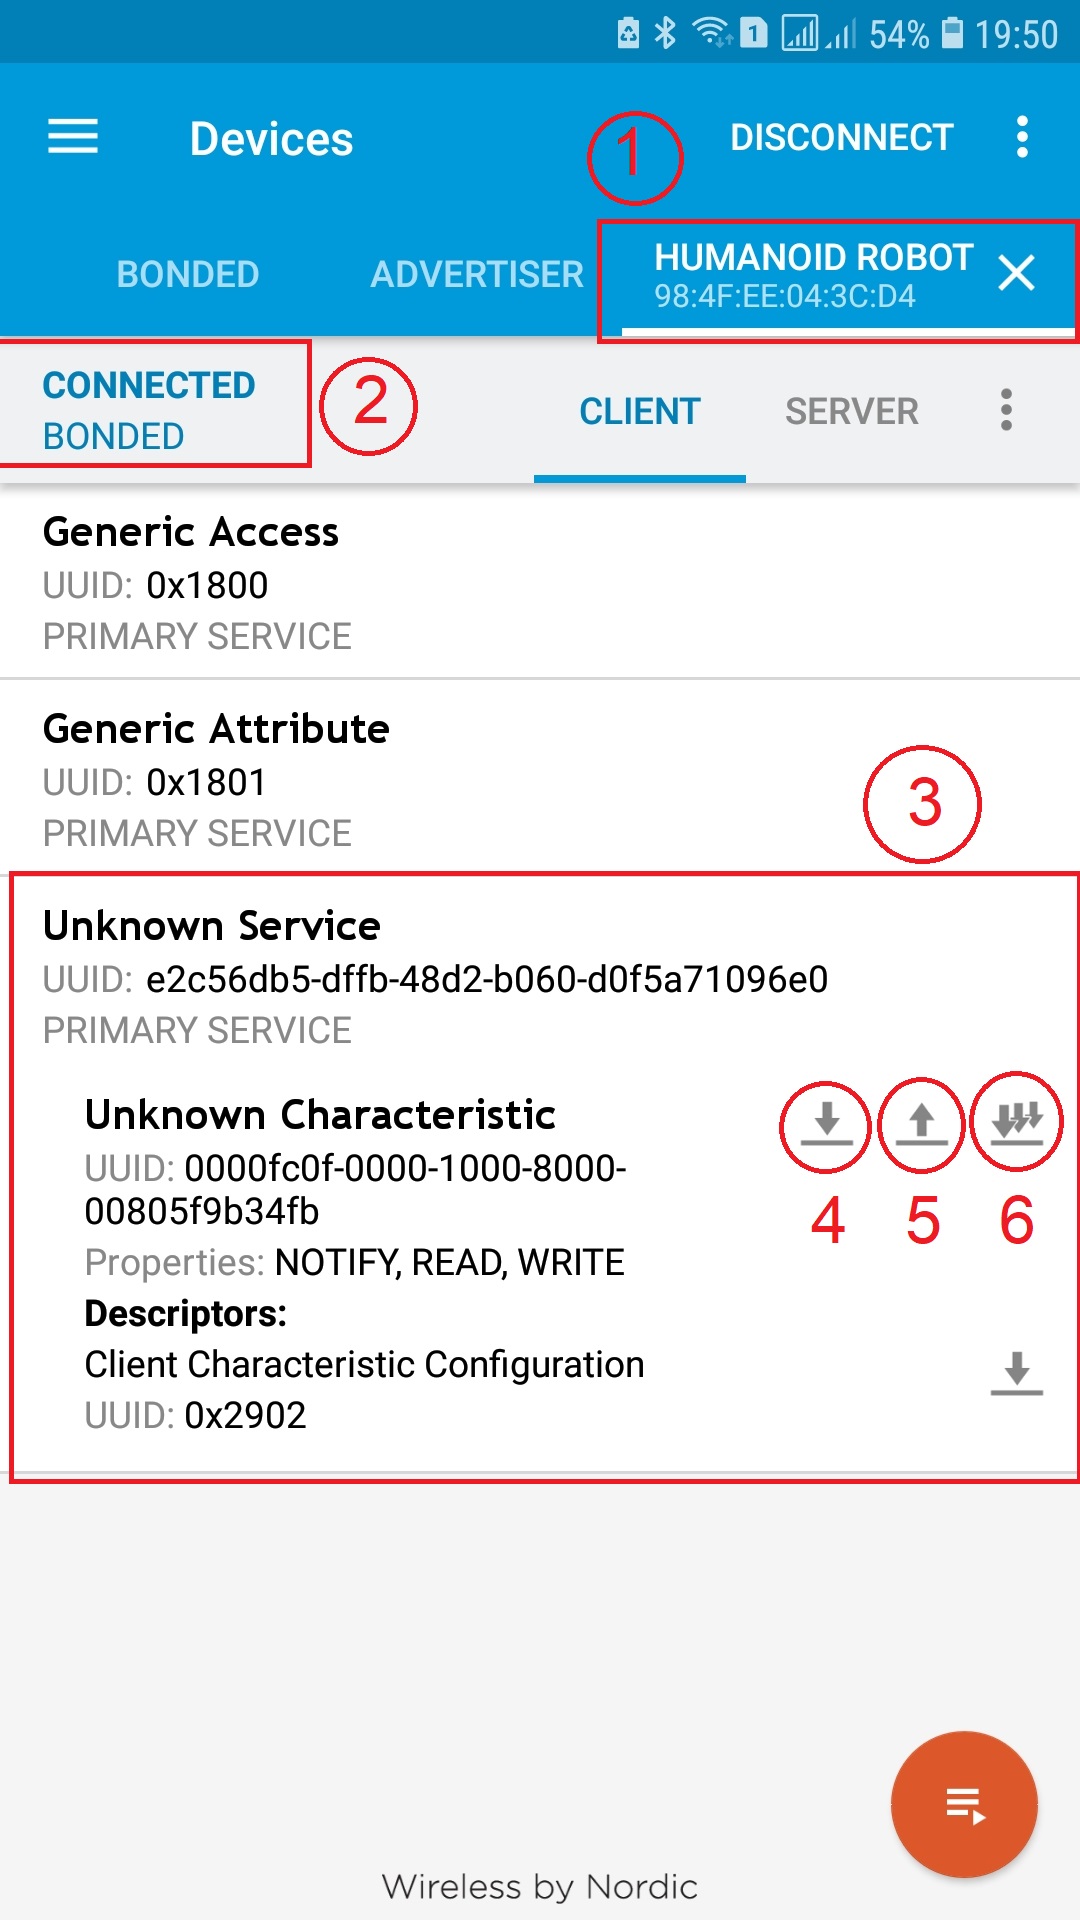 1 54% 19:50
Devices
1
DISCONNECT
BONDED
ADVERTISER
HUMANOID ROBOT
98:4F:EE:04:3C:D4
CONNECTED
BONDED
2
CLIENT
SERVER
Generic Access
UUID: 0x1800
PRIMARY SERVICE
Generic Attribute
UUID: 0x1801
PRIMARY SERVICE
3
Unknown Service
UUID: e2c56db5-dffb-48d2-b060-d0f5a71096e0
PRIMARY SERVICE
Unknown Characteristic
UUID: 0000fc0f-0000-1000-8000-
00805f9b34fb
Properties: NOTIFY, READ, WRITE
4 5 6
Descriptors:
Client Characteristic Configuration
UUID: 0x2902
Wireless by Nordic